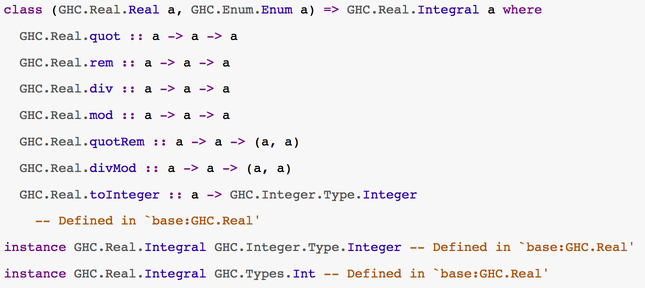 class (GHC.Real.Real a, GHC.Enum.Enum a) => GHC.Real.Integral a where
GHC.Real.quot :: a -> a -> a
GHC.Real.rem :: a -> a -> a
GHC.Real.div :: a -> a -> a
GHC.Real.mod :: a -> a -> a
GHC.Real.quotRem :: a -> a -> (a, a)
GHC.Real.divMod :: a -> a -> (a, a)
GHC.Real.toInteger :: a -> GHC.Integer.Type.Integer
-- Defined in `base:GHC.Real'
instance GHC.Real.Integral GHC.Integer.Type.Integer -- Defined in `base:GHC.Real'
instance GHC.Real.Integral GHC.Types.Int -- Defined in `base:GHC.Real'